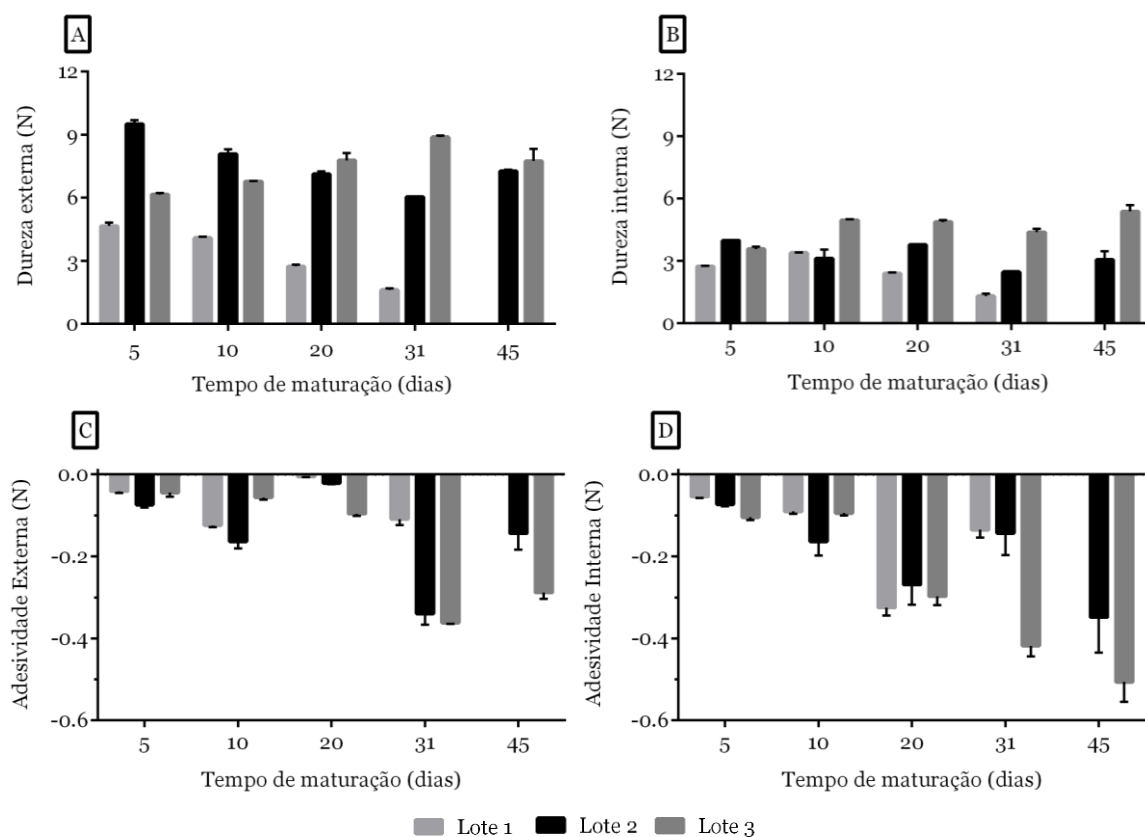 A
Dureza externa (N)
12
9
6
3
0
5 10 20 31 45
Tempo de maturação (dias)
B
Dureza interna (N)
12
9
6
3
0
5 10 20 31 45
Tempo de maturação (dias)
C
Adesividade Externa (N)
0.0
-0.2
-0.4
-0.6
5 10 20 31 45
Tempo de maturação (dias)
D
Adesividade Interna (N)
0.0
-0.2
-0.4
-0.6
5 10 20 31 45
Tempo de maturação (dias)
Lote 1 Lote 2 Lote 3